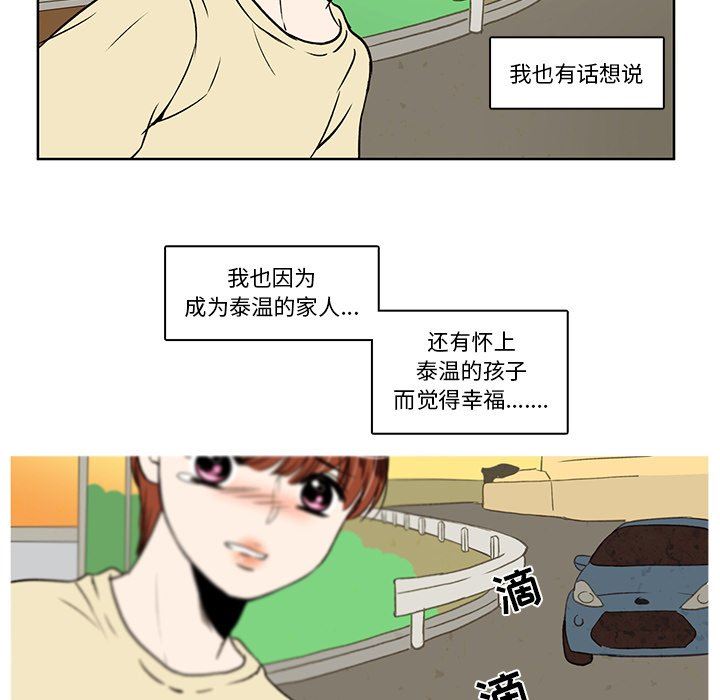 我也有话想说
我也因为
成为泰温的家人...
还有怀上
泰温的孩子
而觉得幸福.......
滴
滴